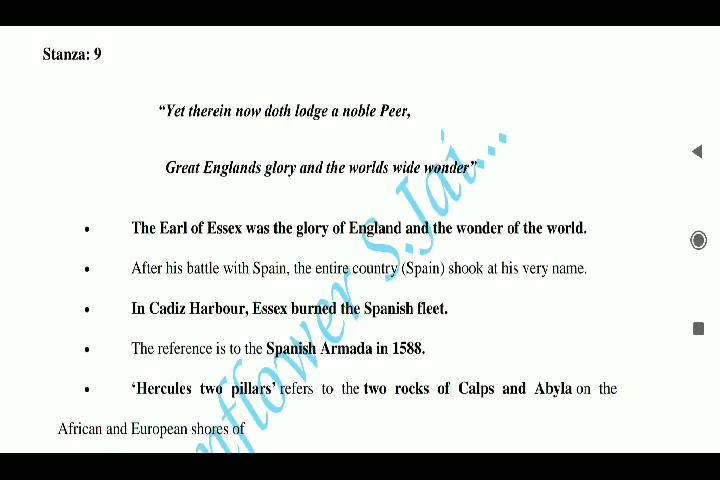 Stanza: 9
“Yet therein now doth lodge a noble Peer,
Great Englands glory and the worlds wide wonder”
• The Earl of Essex was the glory of England and the wonder of the world.
• After his battle with Spain, the entire country (Spain) shook at his very name.
• In Cadiz Harbour, Essex burned the Spanish fleet.
• The reference is to the Spanish Armada in 1588.
• ‘Hercules two pillars’ refers to the two rocks of Calps and Abyla on the
African and European shores of
nflower S.Jai...